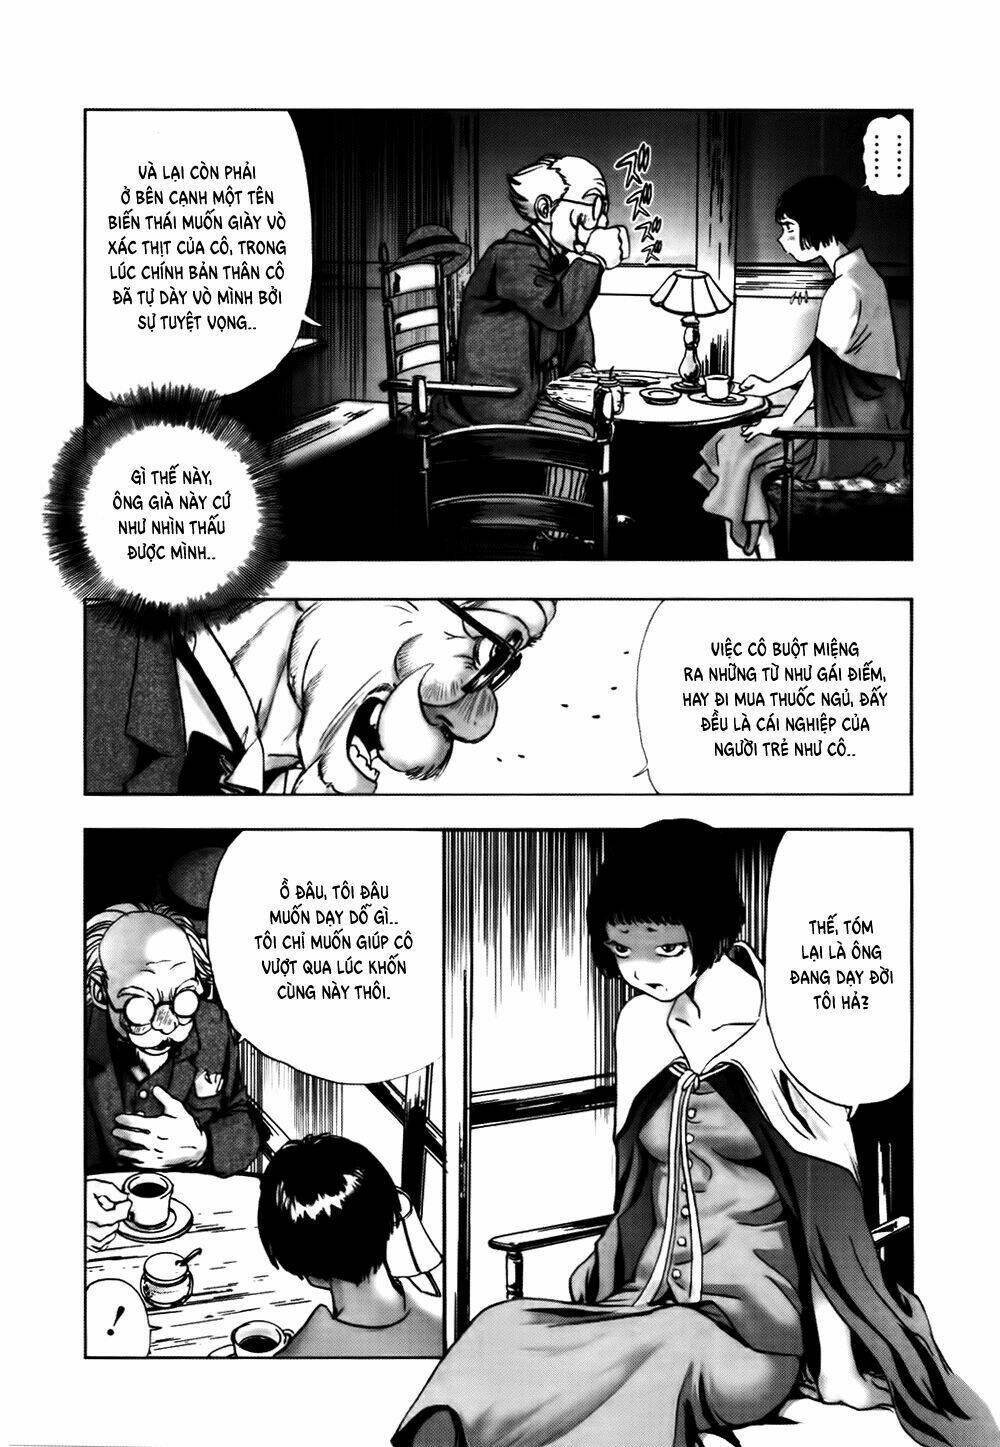 VÀ LẠI CÒN PHẢI
Ở BÊN CẠNH MỘT TÊN
BIẾN THÁI MUỐN GIÀY VÒ
XÁC THỊT CỦA CÔ, TRONG
LÚC CHÍNH BẢN THÂN CÔ
ĐÃ TỰ DÀY VÒ MÌNH BỞI
SỰ TUYỆT VỌNG..
ズズズズ
.......
.......
GÌ THẾ NÀY,
ÔNG GIÀ NÀY CỨ
NHƯ NHÌN THẤU
ĐƯỢC MÌNH..
VIỆC CÔ BUỘT MIỆNG
RA NHỮNG TỪ NHƯ GÁI ĐIẾM,
HAY ĐI MUA THUỐC NGỦ, ĐẤY
ĐỀU LÀ CÁI NGHIỆP CỦA
NGƯỜI TRẺ NHƯ CÔ..
THẾ, TÓM
LẠI LÀ ÔNG
ĐANG DẠY ĐỜI
TÔI HẢ?
Ồ ĐÂU, TÔI ĐÂU
MUỐN DẠY DỖ GÌ..
TÔI CHỈ MUỐN GIÚP CÔ
VƯỢT QUA LÚC KHỐN
CÙNG NÀY THÔI.
!